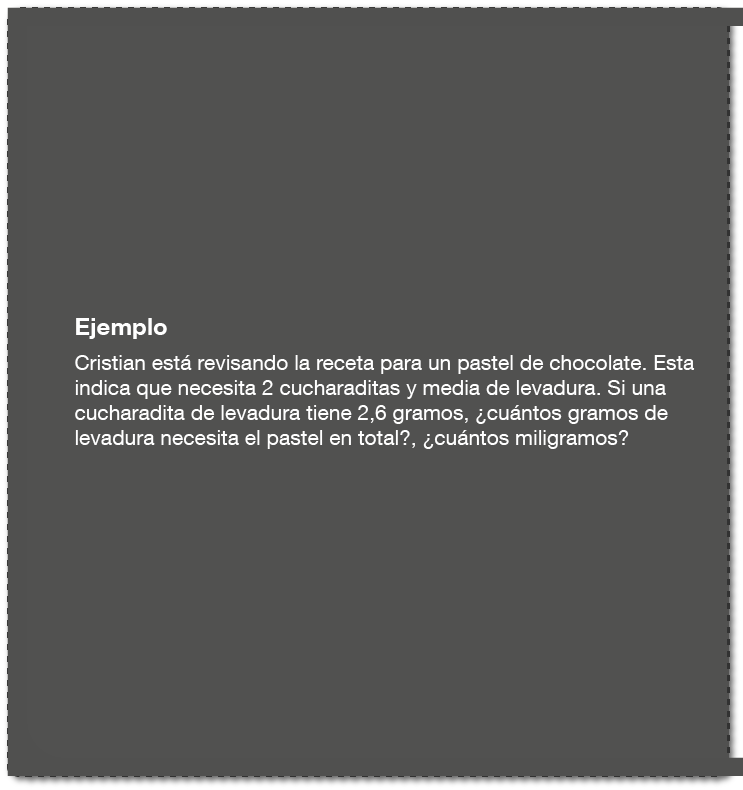 Ejemplo
Cristian está revisando la receta para un pastel de chocolate. Esta
indica que necesita 2 cucharaditas y media de levadura. Si una
cucharadita de levadura tiene 2,6 gramos, ¿cuántos gramos de
levadura necesita el pastel en total?, ¿cuántos miligramos?